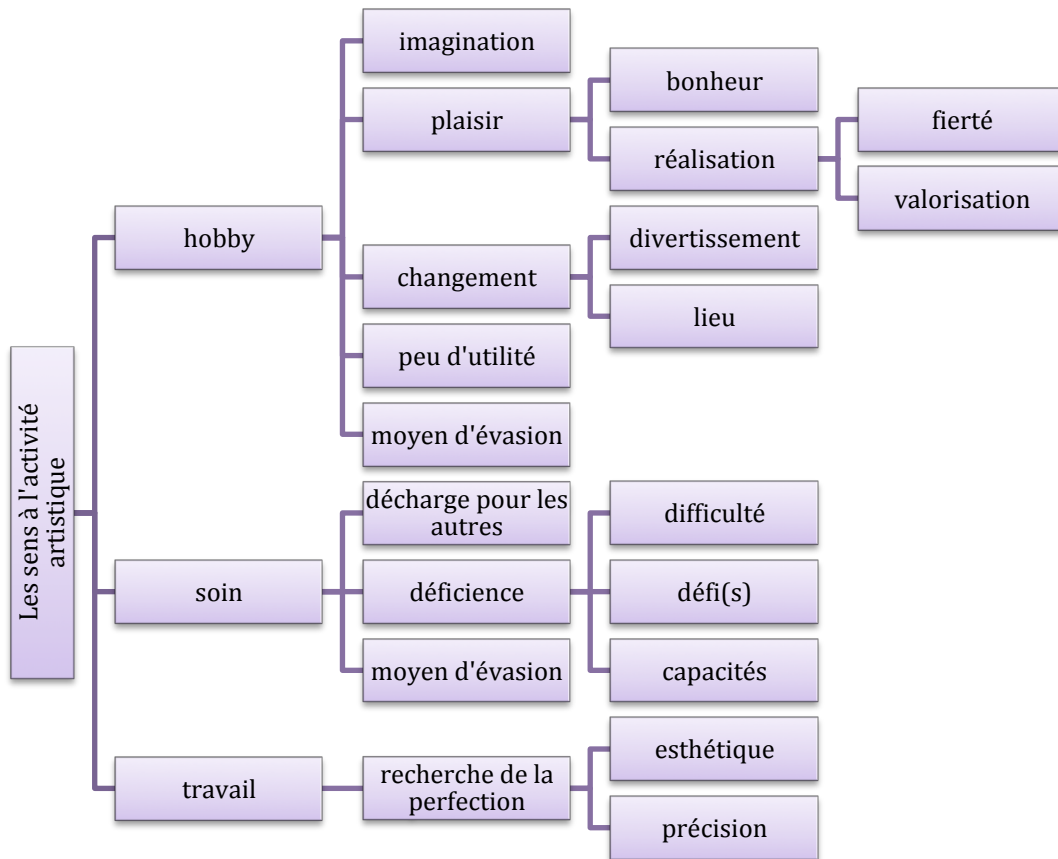 Les sens à l'activité
artistique
hobby
imagination
plaisir
bonheur
réalisation
fierté
valorisation
changement
divertissement
lieu
peu d'utilité
moyen d'évasion
soin
décharge pour les
autres
déficience
difficulté
défi(s)
capacités
moyen d'évasion
travail
recherche de la
perfection
esthétique
précision